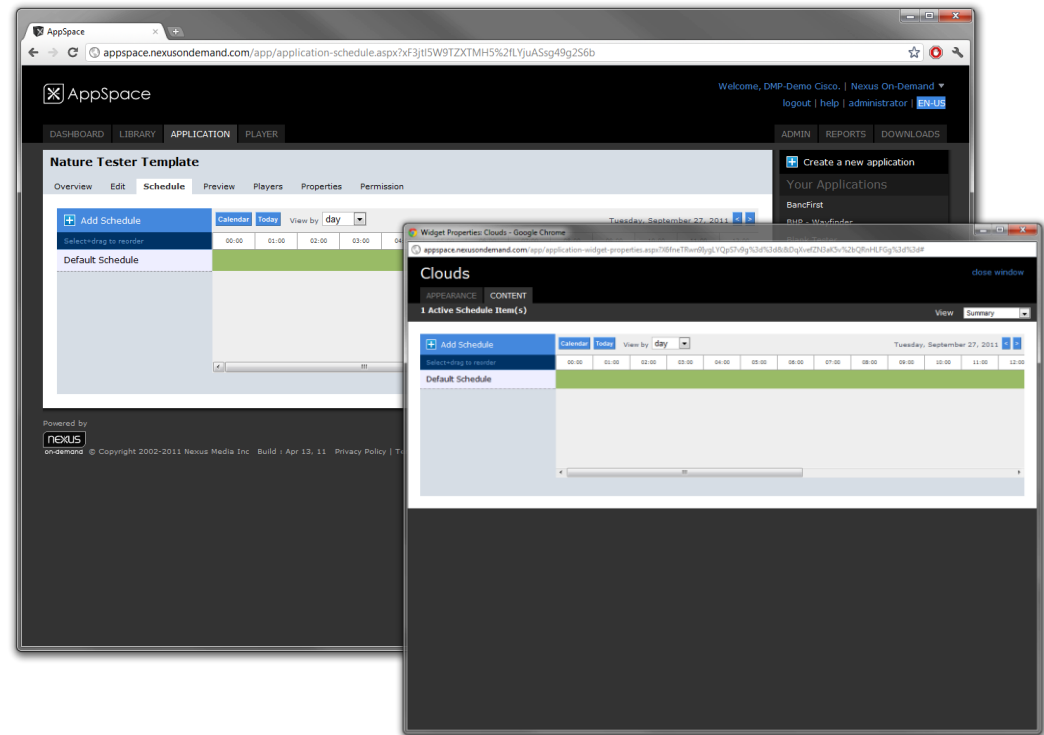 AppSpace
appspace.nexusondemand.com/app/application-schedule.aspx?xF3jtI5W9TZXTMH5%2fLYjuASsg49g2S6b
AppSpace
Welcome, DMP-Demo Cisco. | Nexus On-Demand ▼
logout | help | administrator | EN-US
DASHBOARD LIBRARY APPLICATION PLAYER
ADMIN REPORTS DOWNLOADS
Nature Tester Template
Overview Edit Schedule Preview Players Properties Permission
Create a new application
Your Applications
BancFirst
BHP - Wayfinder
Add Schedule
Calendar Today View by day
Tuesday, September 27, 2011 < >
Select+drag to reorder
00:00 01:00 02:00 03:00 04
Default Schedule
Powered by
nexus
on-demand © Copyright 2002-2011 Nexus Media Inc Build : Apr 13, 11 Privacy Policy | Te
Widget Properties: Clouds - Google Chrome
Clouds
close window
APPEARANCE CONTENT
1 Active Schedule Item(s)
View Summary
Add Schedule
Calendar Today View by day
Tuesday, September 27, 2011 < >
Select+drag to reorder
00:00 01:00 02:00 03:00 04:00 05:00 06:00 07:00 08:00 09:00 10:00 11:00 12:00
Default Schedule